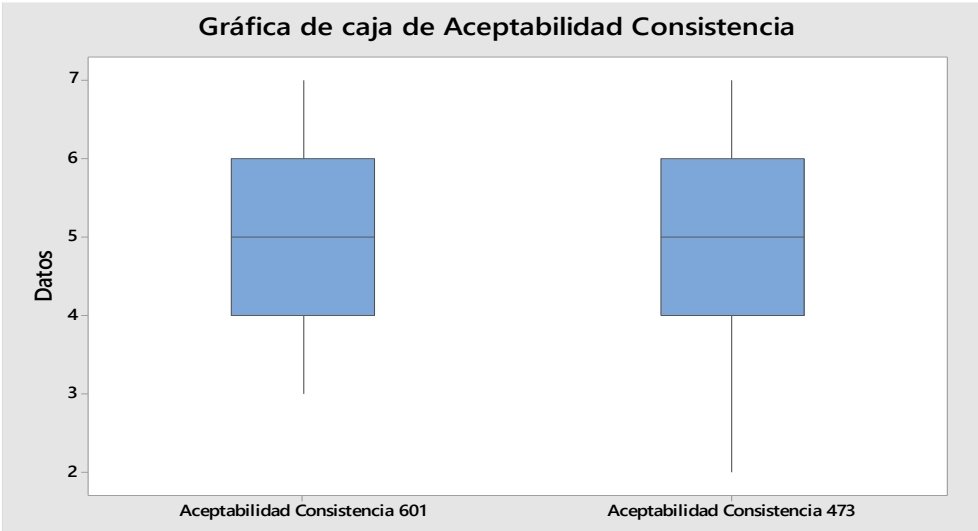 Gráfica de caja de Aceptabilidad Consistencia
7
6
5
4
3
2
Datos
Aceptabilidad Consistencia 601
Aceptabilidad Consistencia 473